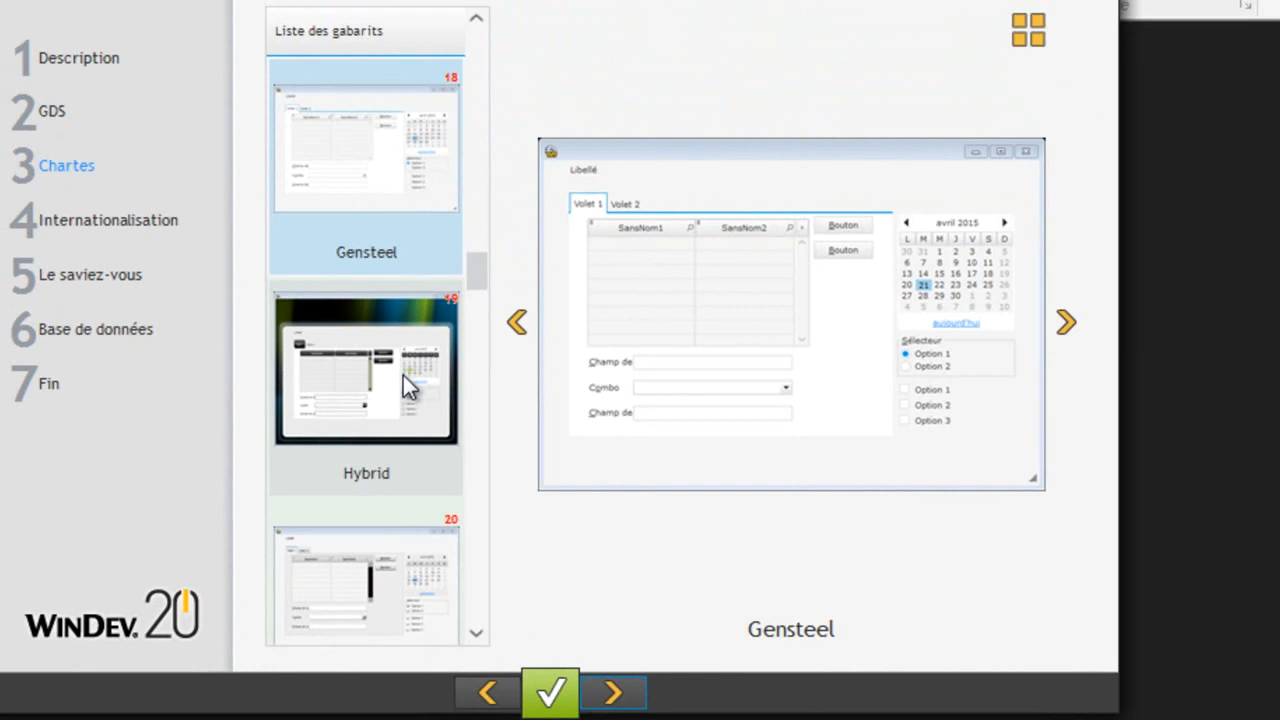 1 Description
2 GDS
3 Chartes
4 Internationalisation
5 Le saviez-vous
6 Base de données
7 Fin
WINDEV. 20
Liste des gabarits
18
Gensteel
19
Hybrid
20
Libellé
Volet 1 Volet 2
SansNom1 SansNom2
Bouton
Bouton
Champ de
Combo
Champ de
avril 2015
L M M J V S D
30 31 1 2 3 4 5
6 7 8 9 10 11 12
13 14 15 16 17 18 19
20 21 22 23 24 25 26
27 28 29 30 1 2 3
4 5 6 7 8 9 10
aujourd'hui
Sélecteur
Option 1
Option 2
Option 1
Option 2
Option 3
Gensteel